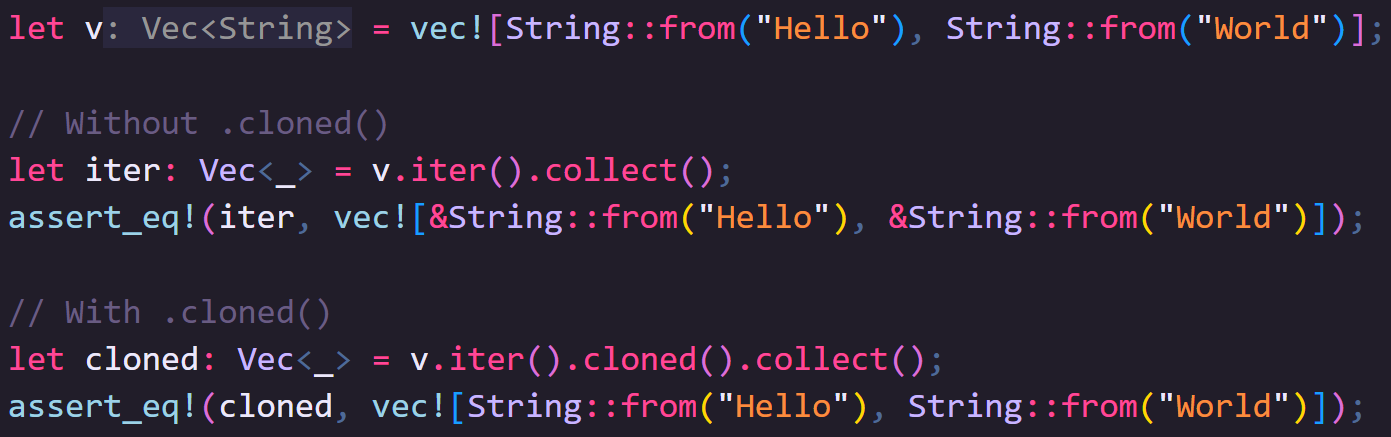 let v: Vec<String> = vec![String::from("Hello"), String::from("World")];
// Without .cloned()
let iter: Vec<_> = v.iter().collect();
assert_eq!(iter, vec![&String::from("Hello"), &String::from("World")]);
// With .cloned()
let cloned: Vec<_> = v.iter().cloned().collect();
assert_eq!(cloned, vec![String::from("Hello"), String::from("World")]);